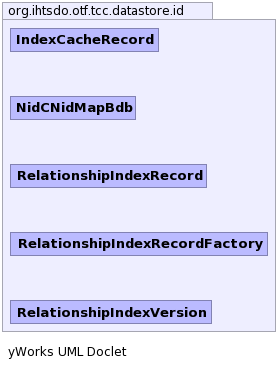 org.ihtsdo.otf.tcc.datastore.id
IndexCacheRecord
NidCNidMapBdb
RelationshipIndexRecord
RelationshipIndexRecordFactory
RelationshipIndexVersion
yWorks UML Doclet